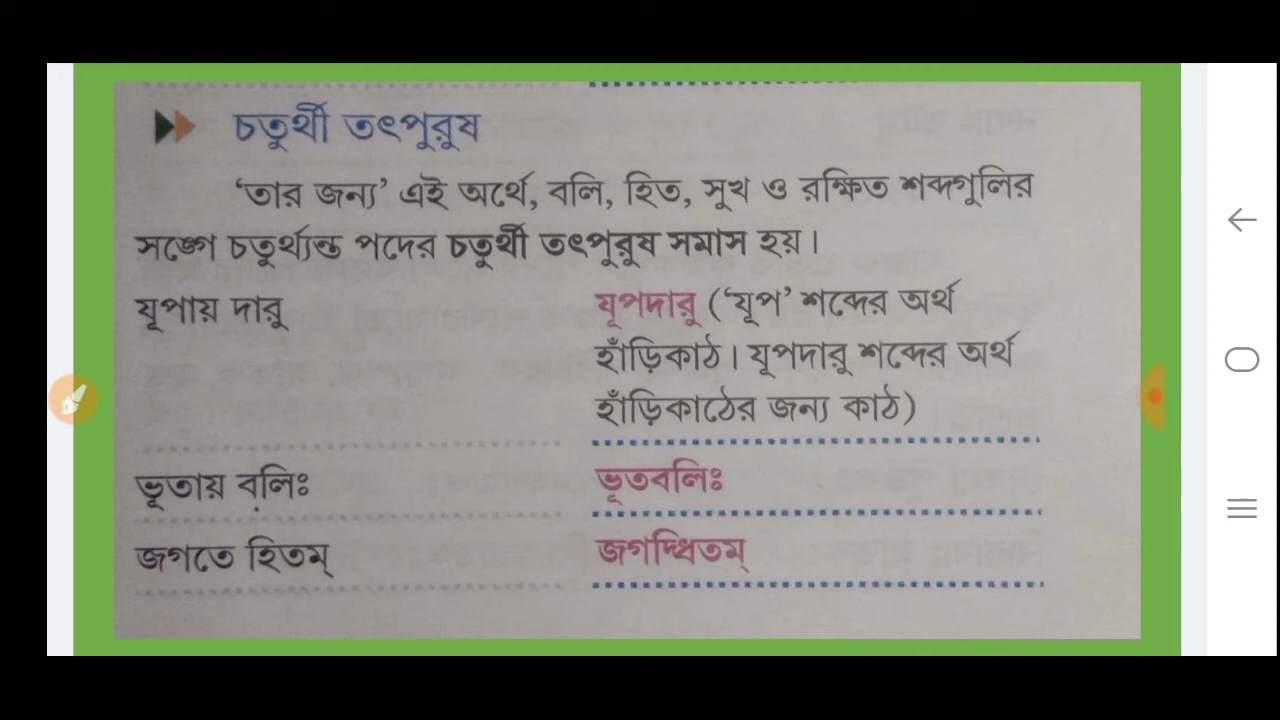 চতুর্থী তৎপুরুষ
‘তার জন্য’ এই অর্থে, বলি, হিত, সুখ ও রক্ষিত শব্দগুলির
সঙ্গে চতুর্থ্যন্ত পদের চতুর্থী তৎপুরুষ সমাস হয়।
যূপায় দারু যূপদারু (‘যূপ’ শব্দের অর্থ
হাঁড়িকাঠ। যূপদারু শব্দের অর্থ
হাঁড়িকাঠের জন্য কাঠ)
ভূতায় বলিঃ ভূতবলিঃ
জগতে হিতম্ জগদ্ধিতম্